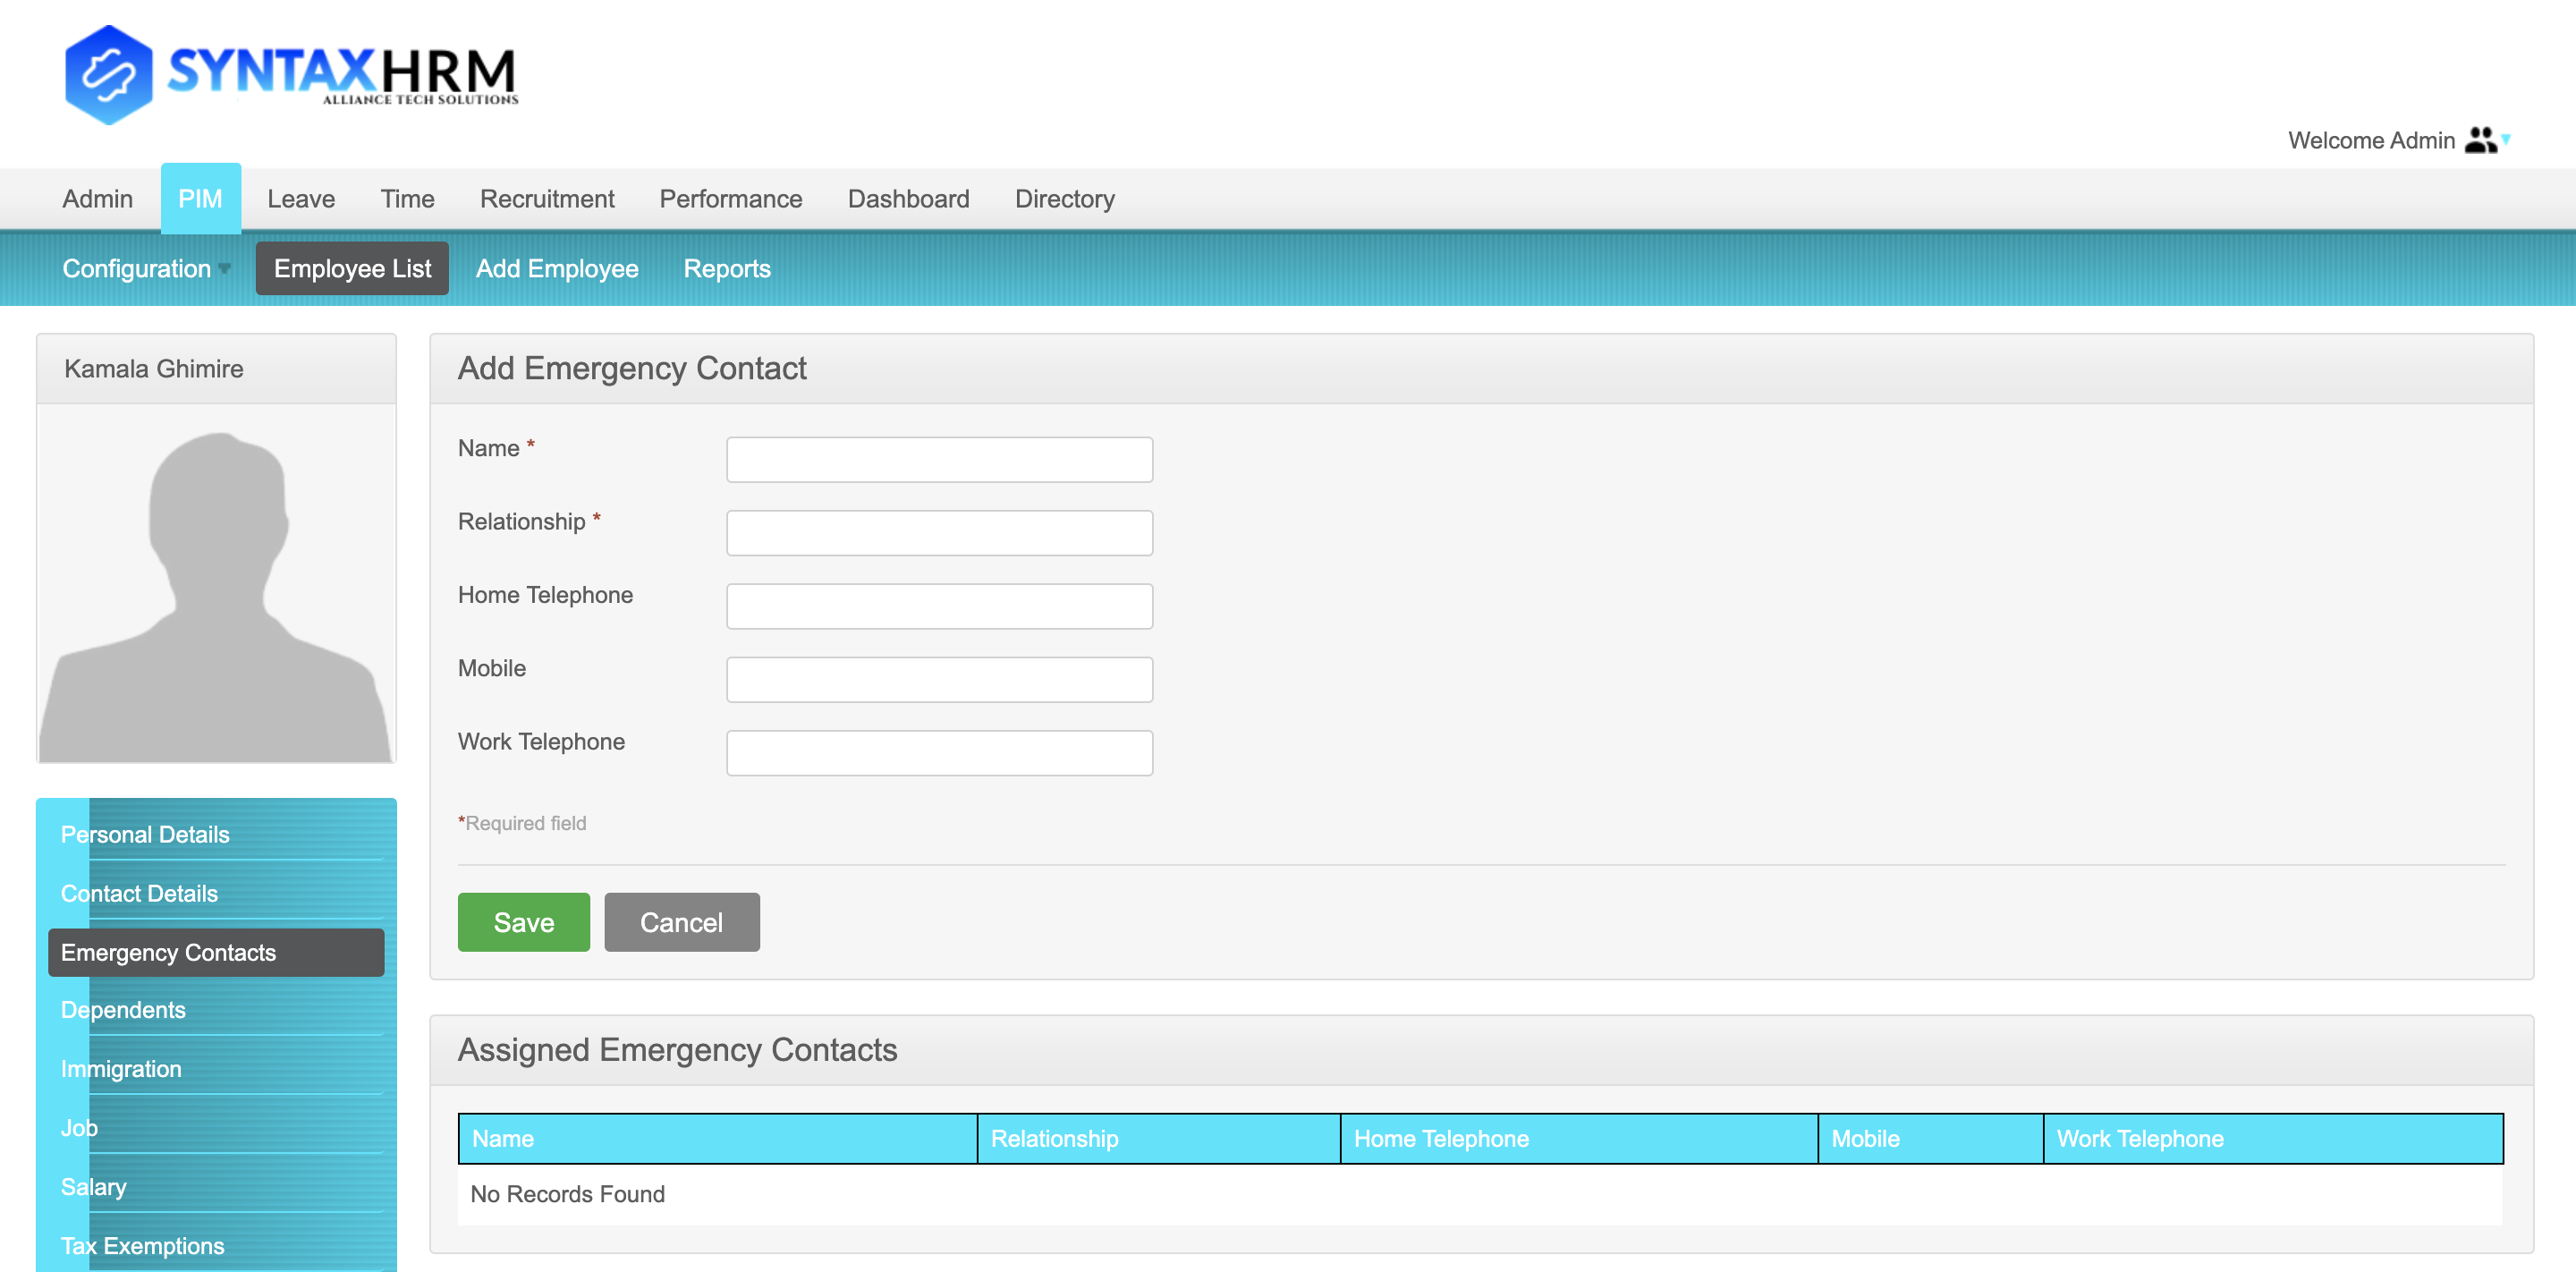 SYNTAXHRM
ALLIANCE TECH SOLUTIONS
Welcome Admin
Admin PIM Leave Time Recruitment Performance Dashboard Directory
Configuration Employee List Add Employee Reports
Kamala Ghimire
Personal Details
Contact Details
Emergency Contacts
Dependents
Immigration
Job
Salary
Tax Exemptions
Add Emergency Contact
Name *
Relationship *
Home Telephone
Mobile
Work Telephone
*Required field
Save Cancel
Assigned Emergency Contacts
Name Relationship Home Telephone Mobile Work Telephone
No Records Found